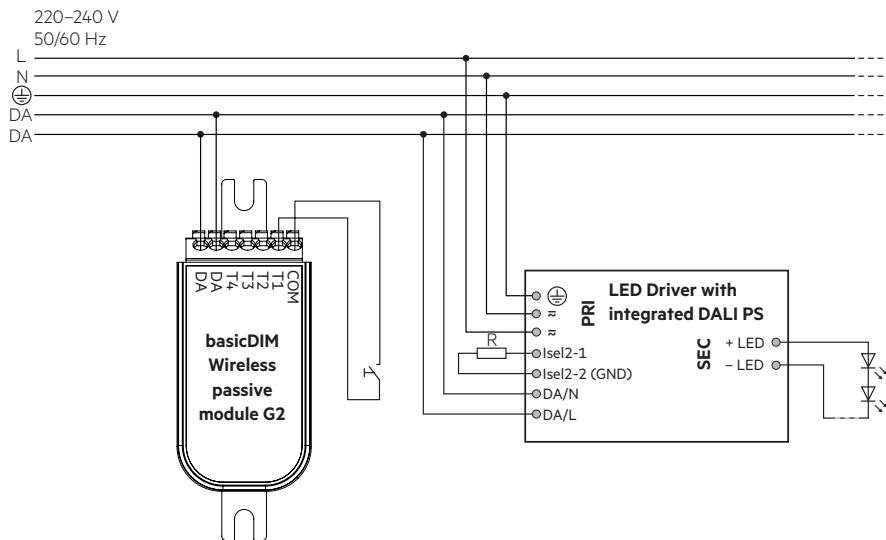 220–240 V
50/60 Hz
L
N
DA
DA
DA
DA
T4
T3
T2
T1
COM
basicDIM
Wireless
passive
module G2
LED Driver with
integrated DALI PS
PRI
R
Isel2-1
Isel2-2 (GND)
DA/N
DA/L
SEC
+ LED
– LED